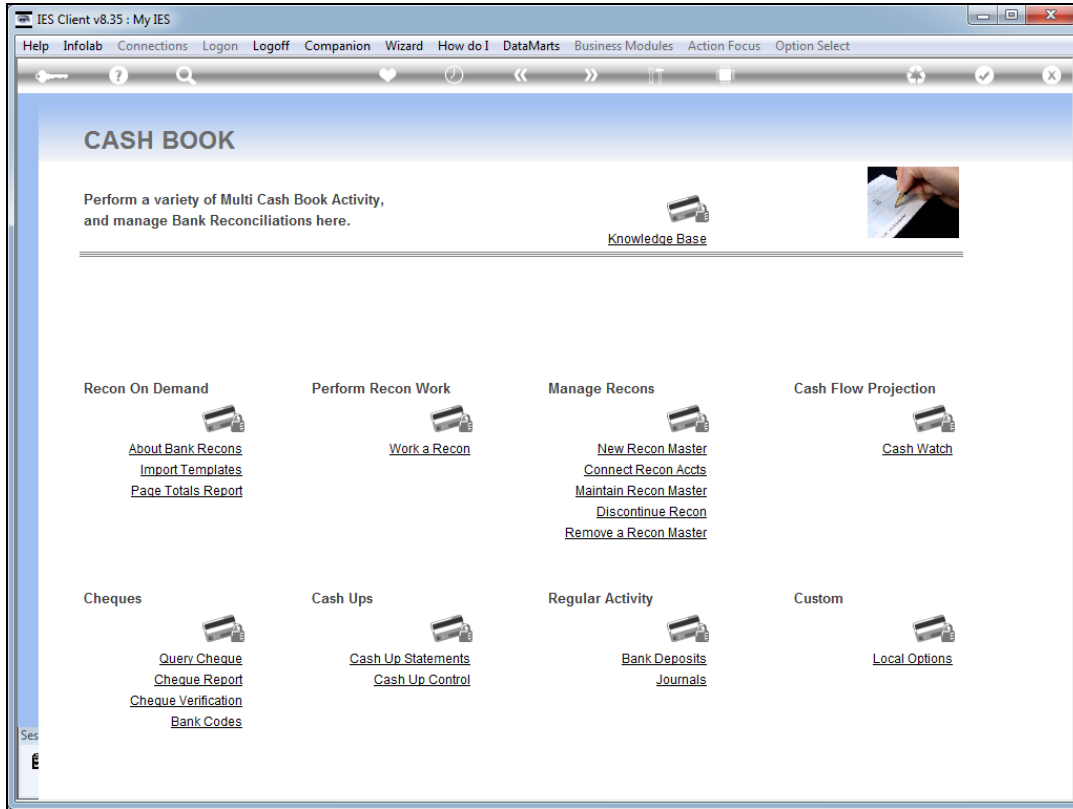 IES Client v8.35 : My IES
Help Infolab Connections Logon Logoff Companion Wizard How do I DataMarts Business Modules Action Focus Option Select
CASH BOOK
Perform a variety of Multi Cash Book Activity,
and manage Bank Reconciliations here.
Knowledge Base
Recon On Demand
About Bank Recons
Import Templates
Page Totals Report
Perform Recon Work
Work a Recon
Manage Recons
New Recon Master
Connect Recon Accts
Maintain Recon Master
Discontinue Recon
Remove a Recon Master
Cash Flow Projection
Cash Watch
Cheques
Query Cheque
Cheque Report
Cheque Verification
Bank Codes
Cash Ups
Cash Up Statements
Cash Up Control
Regular Activity
Bank Deposits
Journals
Custom
Local Options
Ses